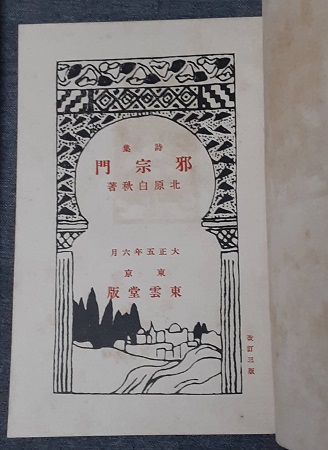 詩集
邪宗門
北原白秋著
大正五年六月
東京
東雲堂版
改訂三版